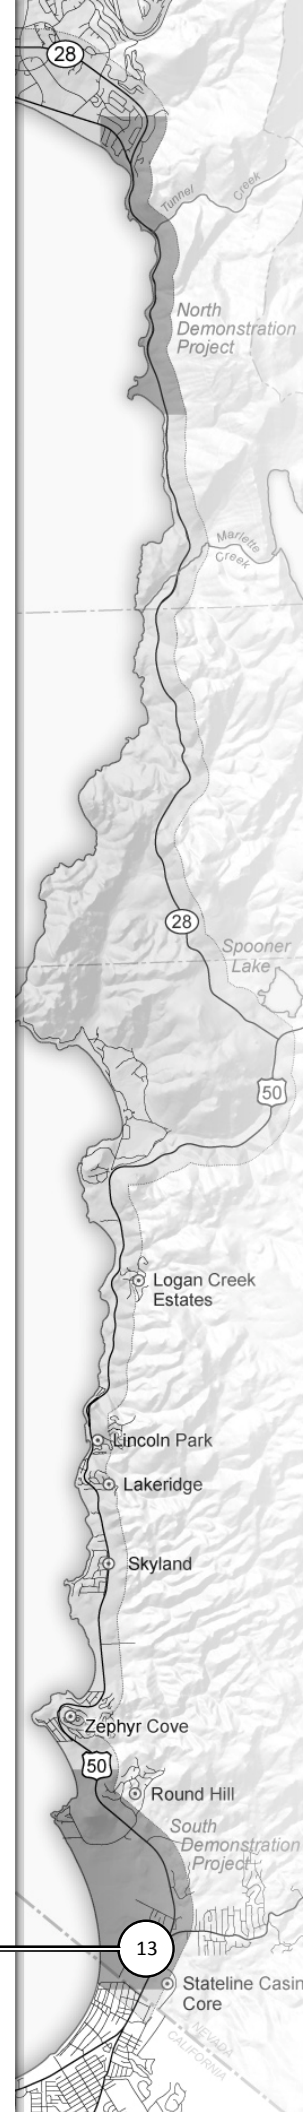 28
Tunnel
Creek
North
Demonstration
Project
Marlette
Creek
28
Spooner
Lake
50
Logan Creek
Estates
Lincoln Park
Lakeridge
Skyland
Zephyr Cove
50
Round Hill
South
Demonstration
Project
13
Stateline Casin
Core
NEVADA
CALIFORNIA